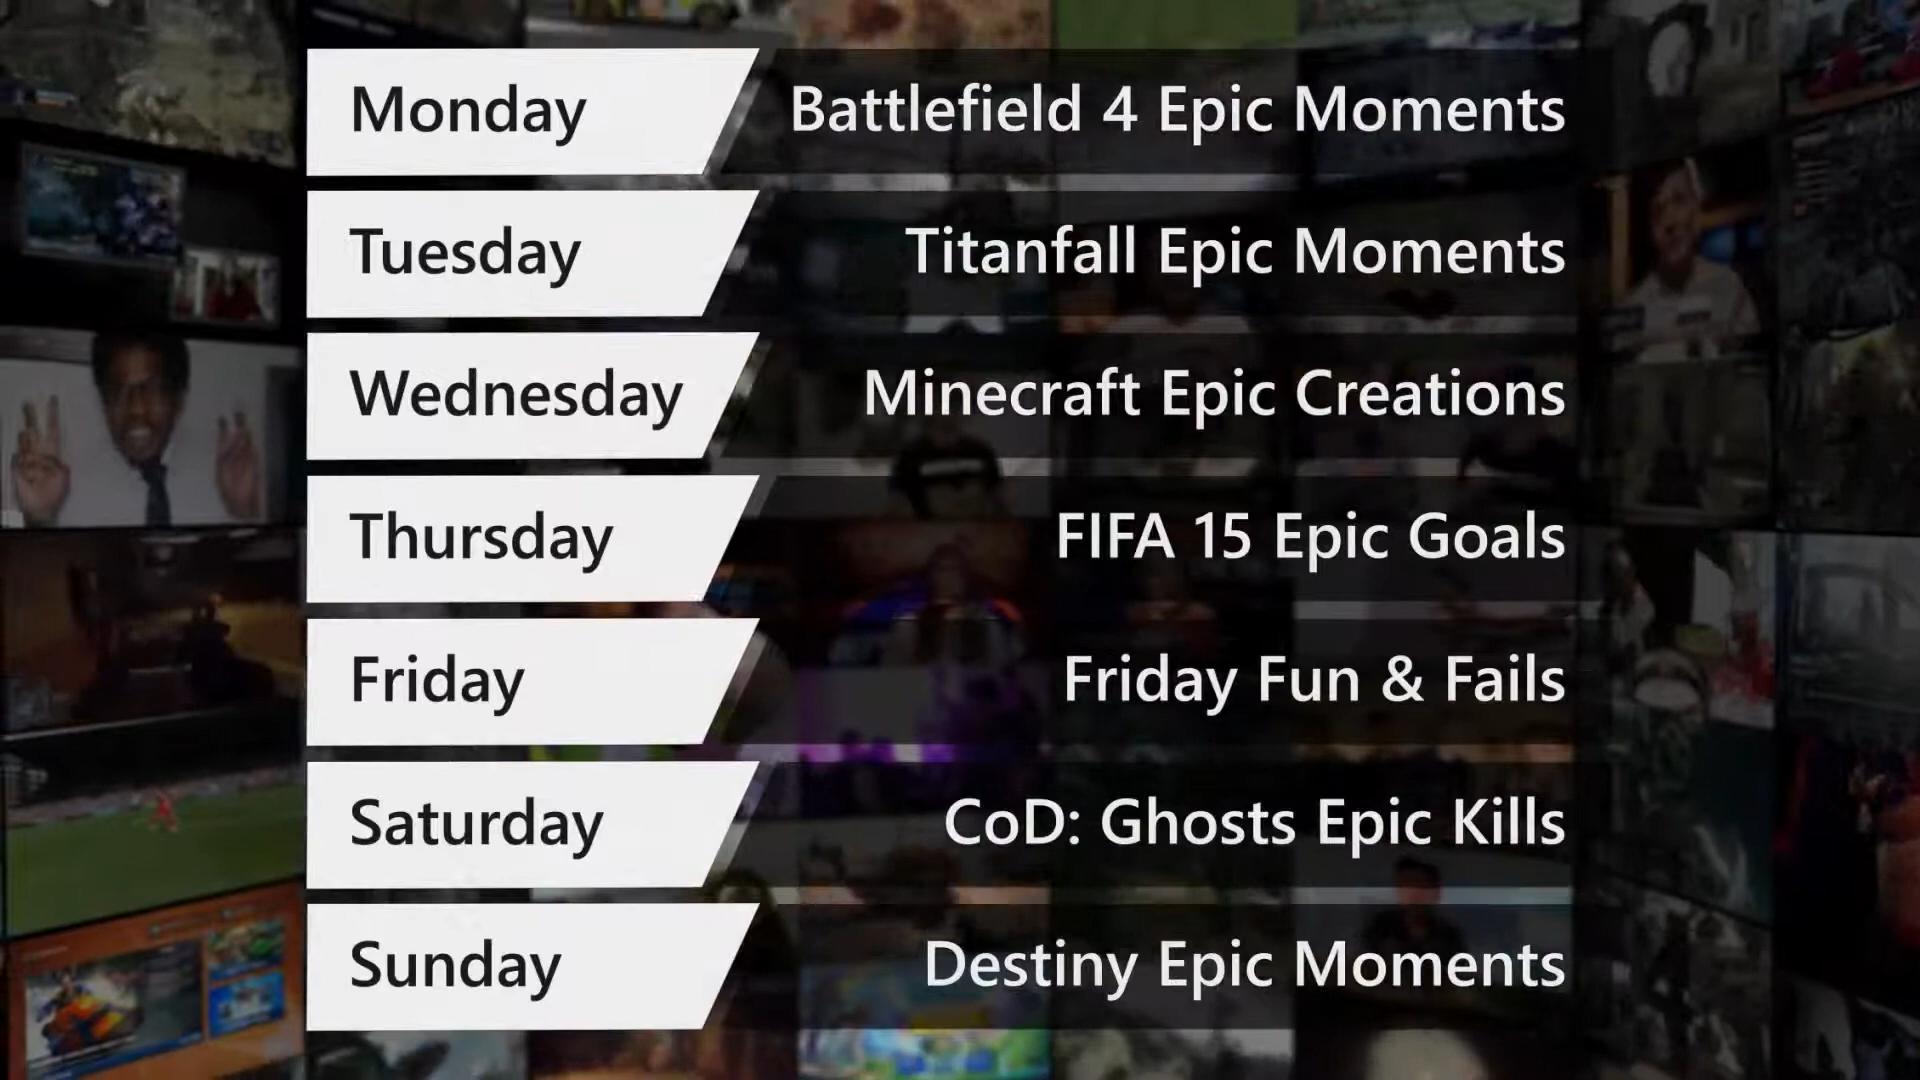 Monday Battlefield 4 Epic Moments
Tuesday Titanfall Epic Moments
Wednesday Minecraft Epic Creations
Thursday FIFA 15 Epic Goals
Friday Friday Fun & Fails
Saturday CoD: Ghosts Epic Kills
Sunday Destiny Epic Moments